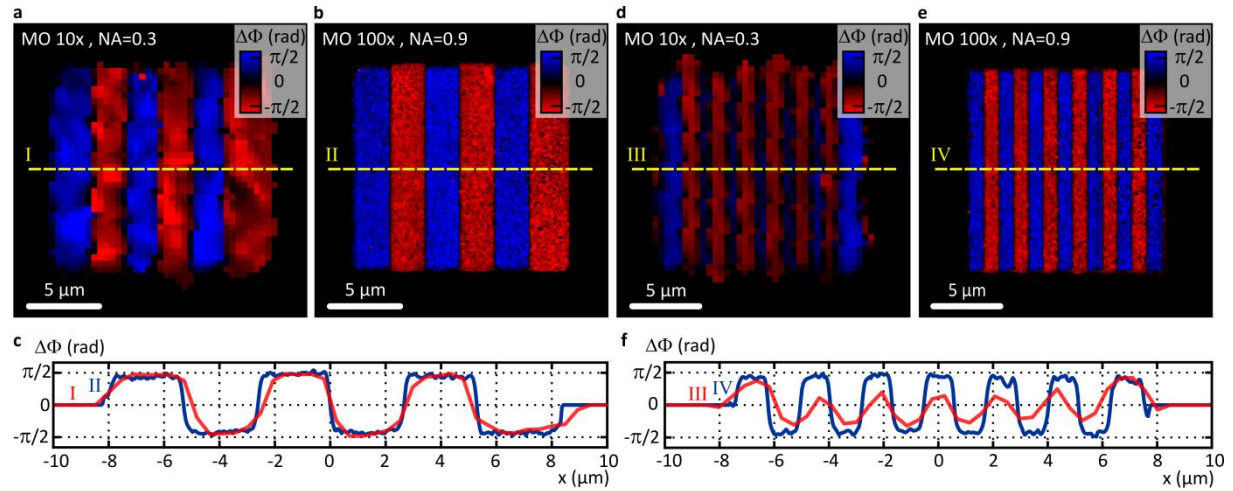 a
MO 10x , NA=0.3
ΔΦ (rad)
π/2
0
-π/2
I
5 µm
b
MO 100x , NA=0.9
ΔΦ (rad)
π/2
0
-π/2
II
5 µm
d
MO 10x , NA=0.3
ΔΦ (rad)
π/2
0
-π/2
III
5 µm
e
MO 100x , NA=0.9
ΔΦ (rad)
π/2
0
-π/2
IV
5 µm
c
ΔΦ (rad)
π/2
0
-π/2
I II
-10 -8 -6 -4 -2 0 2 4 6 8 10
x (µm)
f
ΔΦ (rad)
π/2
0
-π/2
III IV
-10 -8 -6 -4 -2 0 2 4 6 8 10
x (µm)